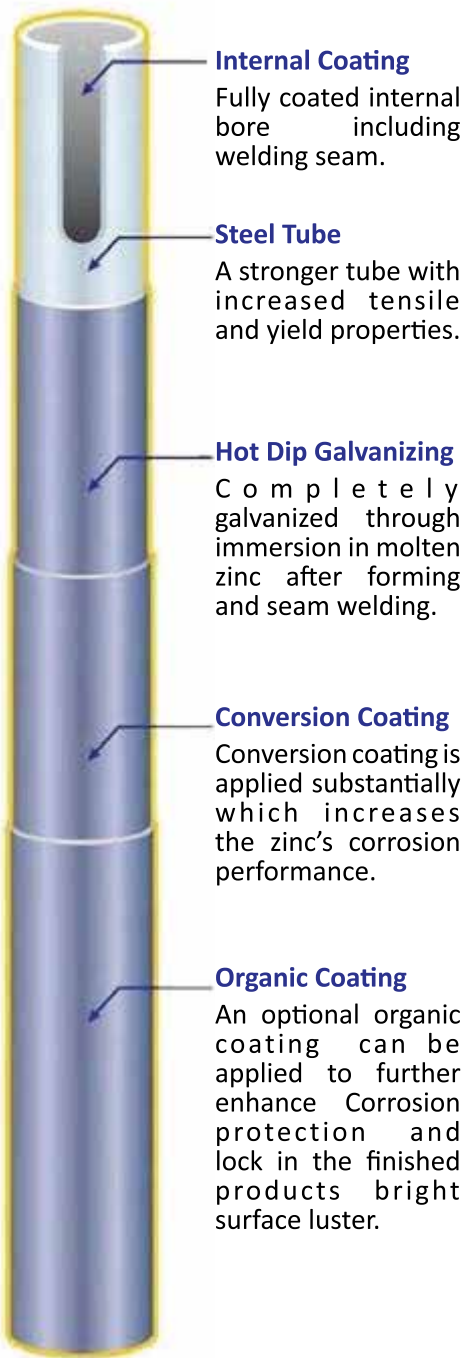 Internal Coating
Fully coated internal
bore including
welding seam.
Steel Tube
A stronger tube with
increased tensile
and yield properties.
Hot Dip Galvanizing
Completely
galvanized through
immersion in molten
zinc after forming
and seam welding.
Conversion Coating
Conversion coating is
applied substantially
which increases
the zinc’s corrosion
performance.
Organic Coating
An optional organic
coating can be
applied to further
enhance Corrosion
protection and
lock in the finished
products bright
surface luster.